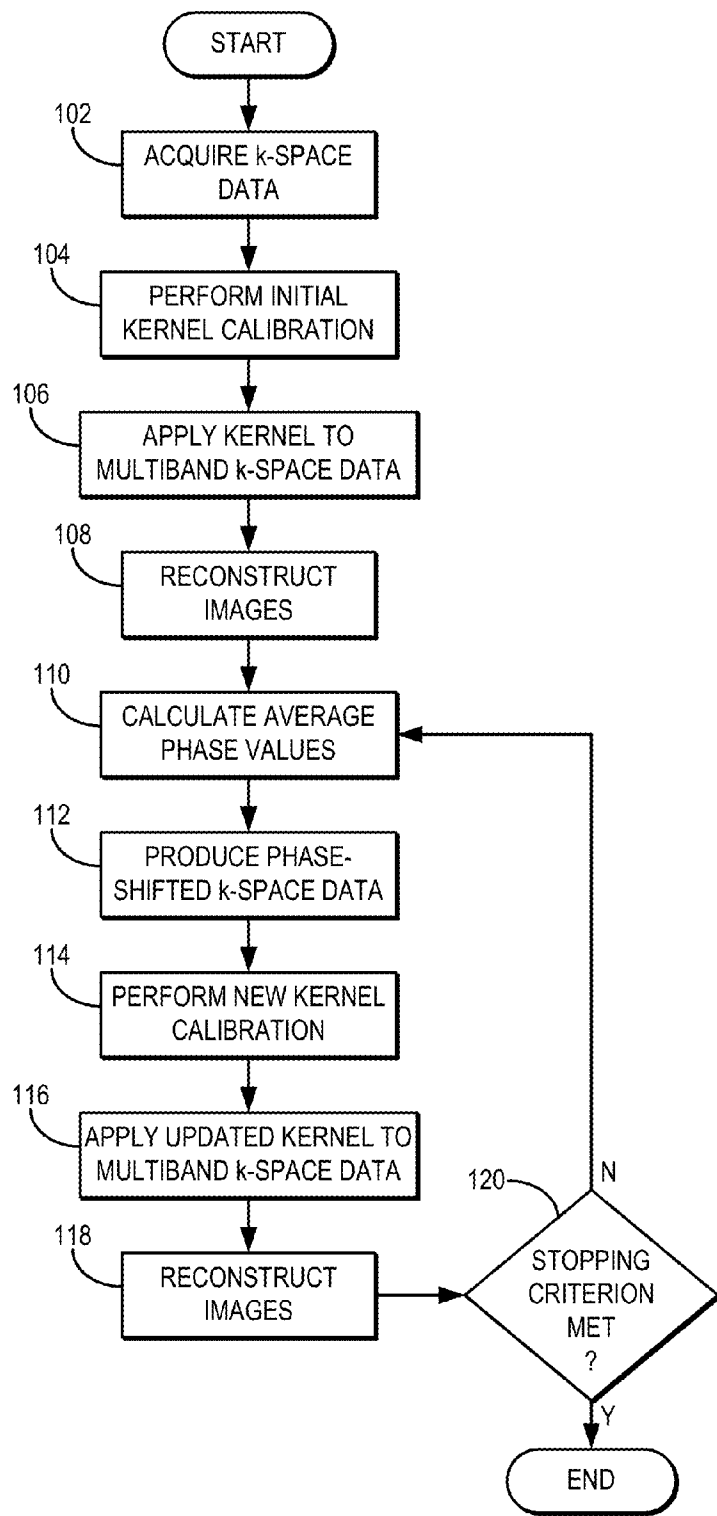 START
102
ACQUIRE k-SPACE
DATA
104
PERFORM INITIAL
KERNEL CALIBRATION
106
APPLY KERNEL TO
MULTIBAND k-SPACE DATA
108
RECONSTRUCT
IMAGES
110
CALCULATE AVERAGE
PHASE VALUES
112
PRODUCE PHASE-
SHIFTED k-SPACE DATA
114
PERFORM NEW KERNEL
CALIBRATION
116
APPLY UPDATED KERNEL TO
MULTIBAND k-SPACE DATA
118
RECONSTRUCT
IMAGES
120
N
STOPPING
CRITERION
MET
?
Y
END